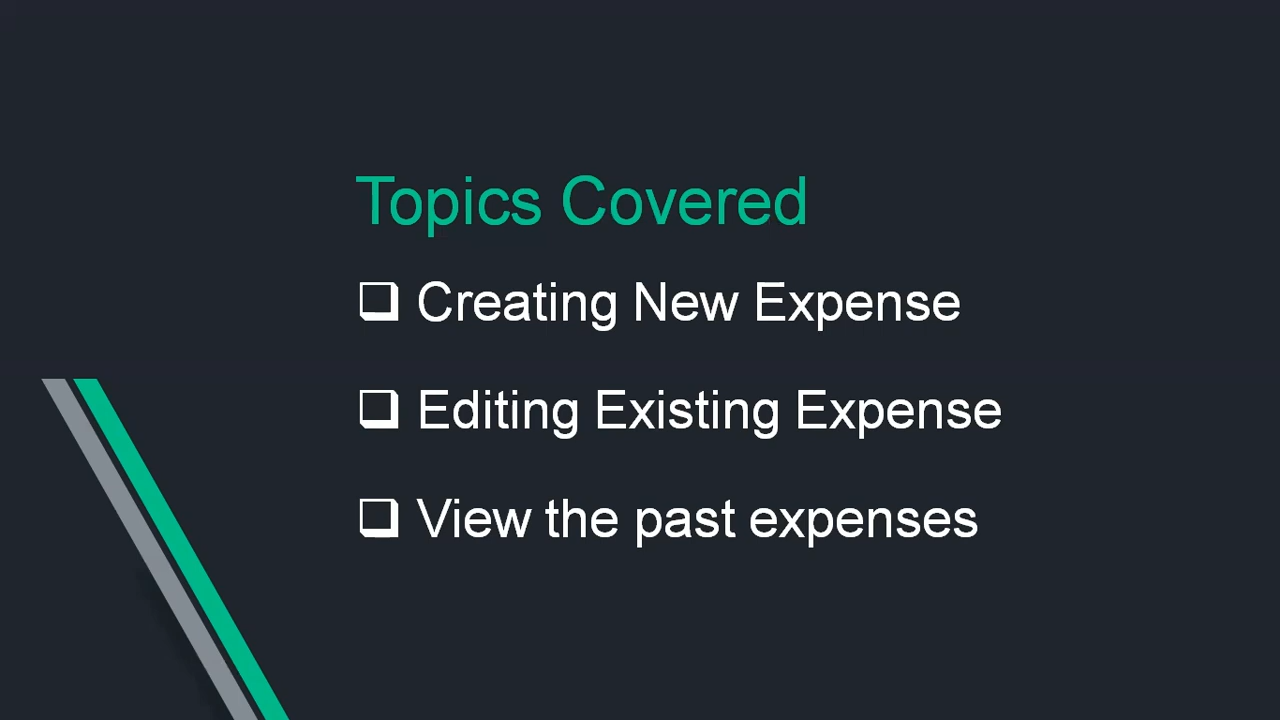 Topics Covered
❑ Creating New Expense
❑ Editing Existing Expense
❑ View the past expenses